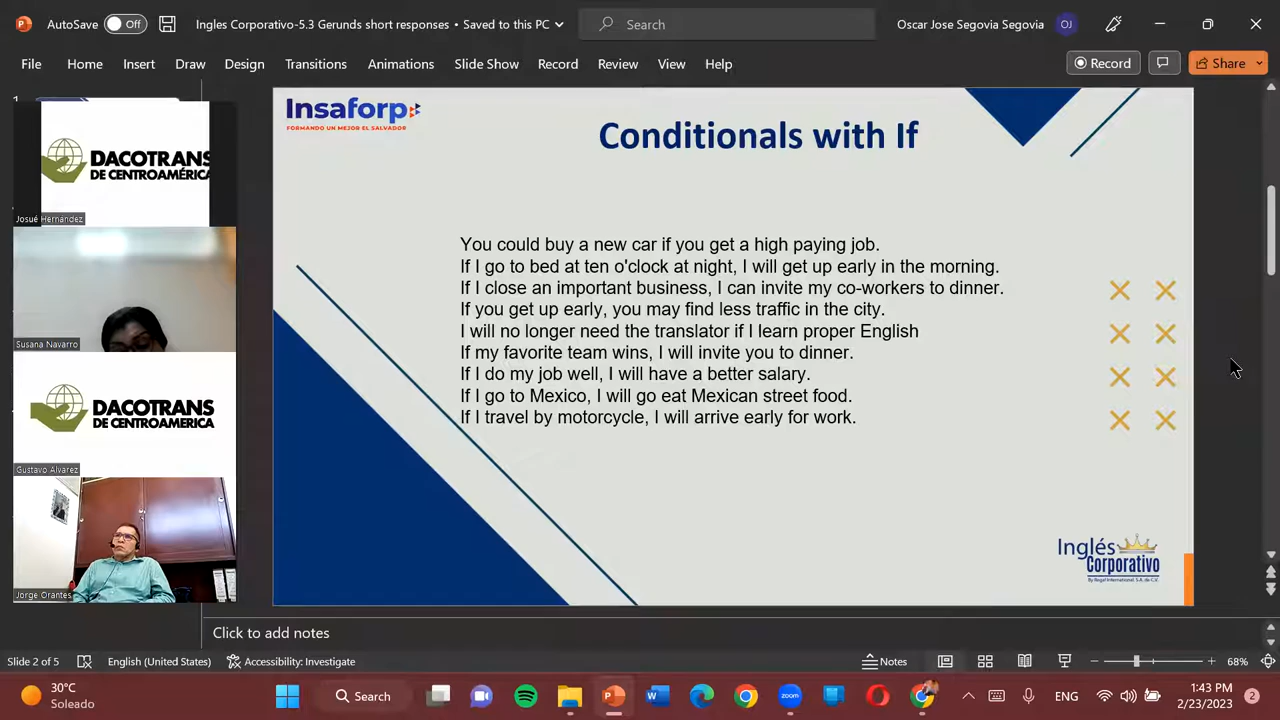 AutoSave Off Ingles Corporativo-5.3 Gerunds short responses • Saved to this PC Search Oscar Jose Segovia Segovia OJ
File Home Insert Draw Design Transitions Animations Slide Show Record Review View Help Record Share
1
DACOTRANS
DE CENTROAMÉRICA
Josué Hernandez
Susana Navarro
DACOTRANS
DE CENTROAMERICA
Gustavo Alvarez
Jorge Orantes
Insaforp
FORMANDO UN MEJOR EL SALVADOR
Conditionals with If
You could buy a new car if you get a high paying job.
If I go to bed at ten o'clock at night, I will get up early in the morning.
If I close an important business, I can invite my co-workers to dinner.
If you get up early, you may find less traffic in the city.
I will no longer need the translator if I learn proper English
If my favorite team wins, I will invite you to dinner.
If I do my job well, I will have a better salary.
If I go to Mexico, I will go eat Mexican street food.
If I travel by motorcycle, I will arrive early for work.
Inglés
Corporativo
By Regal International, S.A. de C.V.
Click to add notes
Slide 2 of 5 English (United States) Accessibility: Investigate Notes 68%
30°C
Soleado
Search
zoom
ENG
1:43 PM
2/23/2023
2